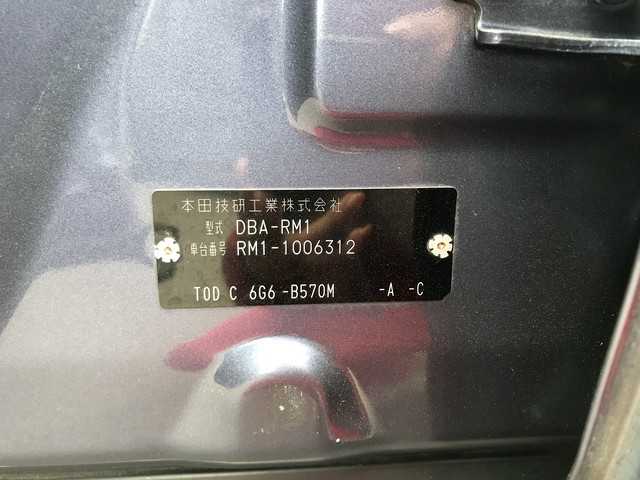 本田技研工業株式会社
型式 DBA-RM1
車台番号 RM1-1006312
TOD C 6G6 -B570M -A -C